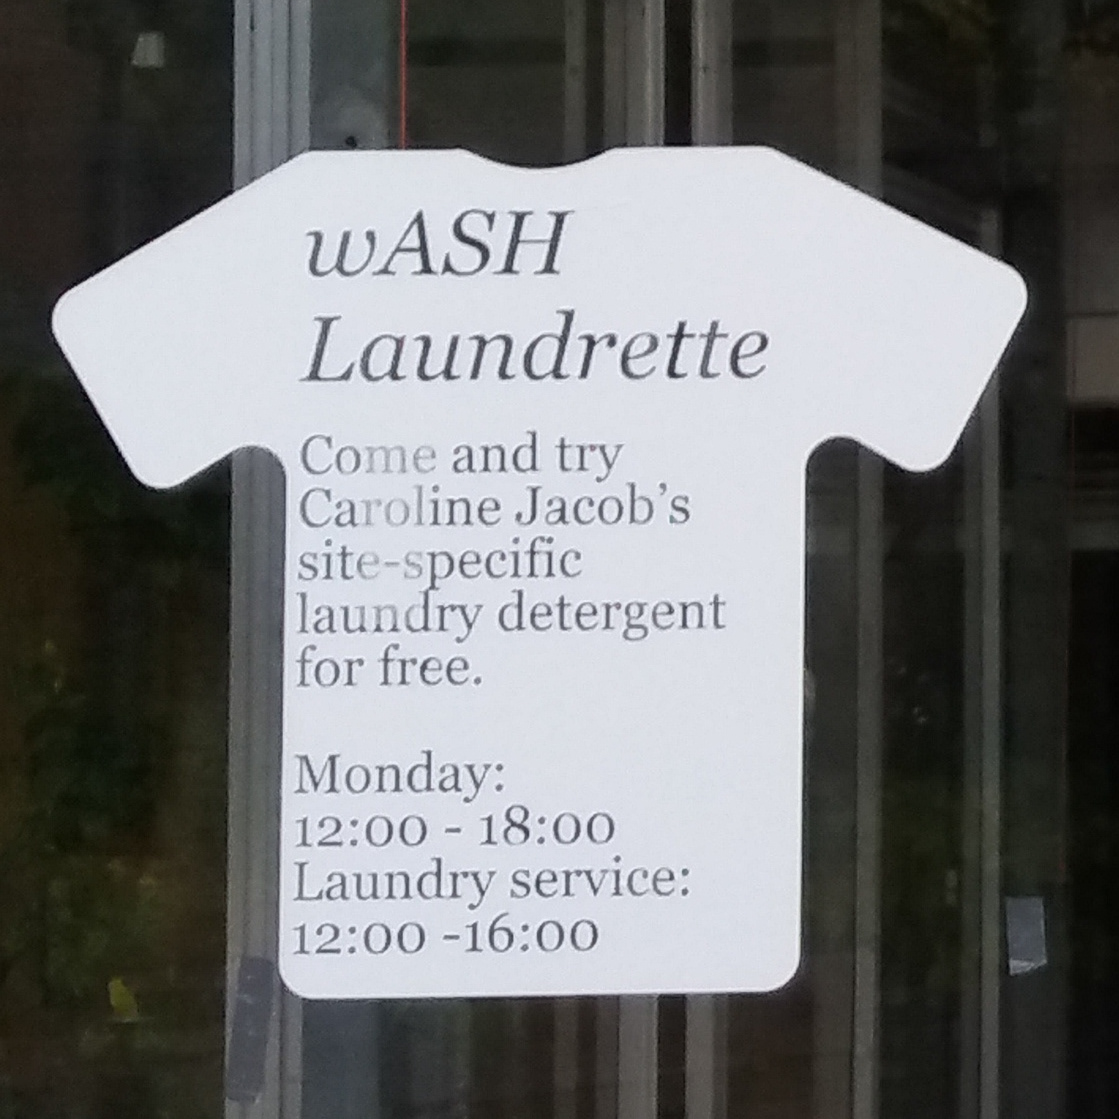 wASH
Laundrette
Come and try
Caroline Jacob's
site-specific
laundry detergent
for free.
Monday:
12:00 - 18:00
Laundry service:
12:00 -16:00